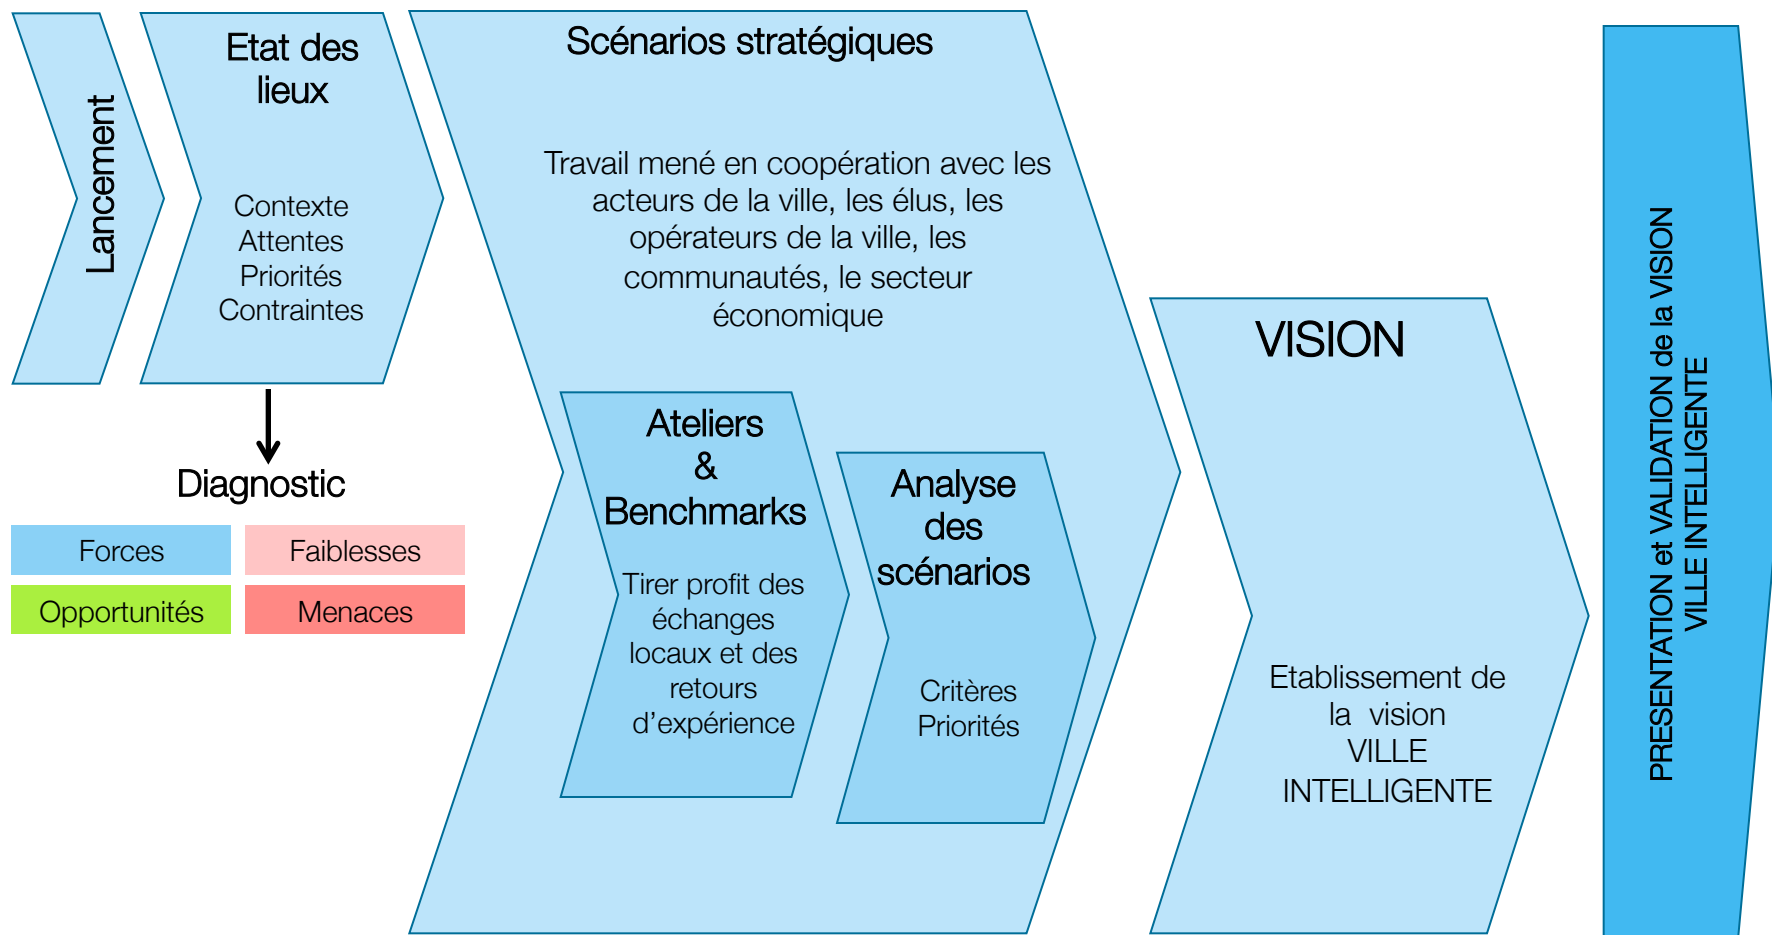 Lancement
Etat des
lieux
Contexte
Attentes
Priorités
Contraintes
Diagnostic
Forces
Faiblesses
Opportunités
Menaces
Scénarios stratégiques
Travail mené en coopération avec les
acteurs de la ville, les élus, les
opérateurs de la ville, les
communautés, le secteur
économique
Ateliers
&
Benchmarks
Tirer profit des
échanges
locaux et des
retours
d’expérience
Analyse
des
scénarios
Critères
Priorités
VISION
Etablissement de
la vision
VILLE
INTELLIGENTE
PRESENTATION et VALIDATION de la VISION
VILLE INTELLIGENTE